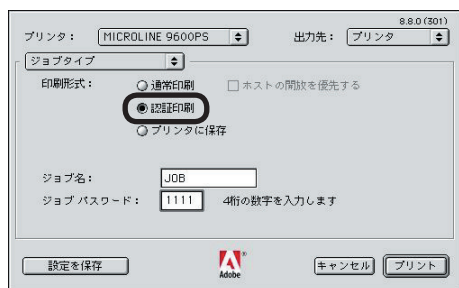 8.8.0 (301)
プリンタ： MICROLINE 9600PS 出力先： プリンタ
ジョブタイプ
印刷形式： 通常印刷 ホストの開放を優先する
認証印刷
プリンタに保存
ジョブ名： JOB
ジョブ パスワード： 1111 4桁の数字を入力します
設定を保存 Adobe キャンセル プリント